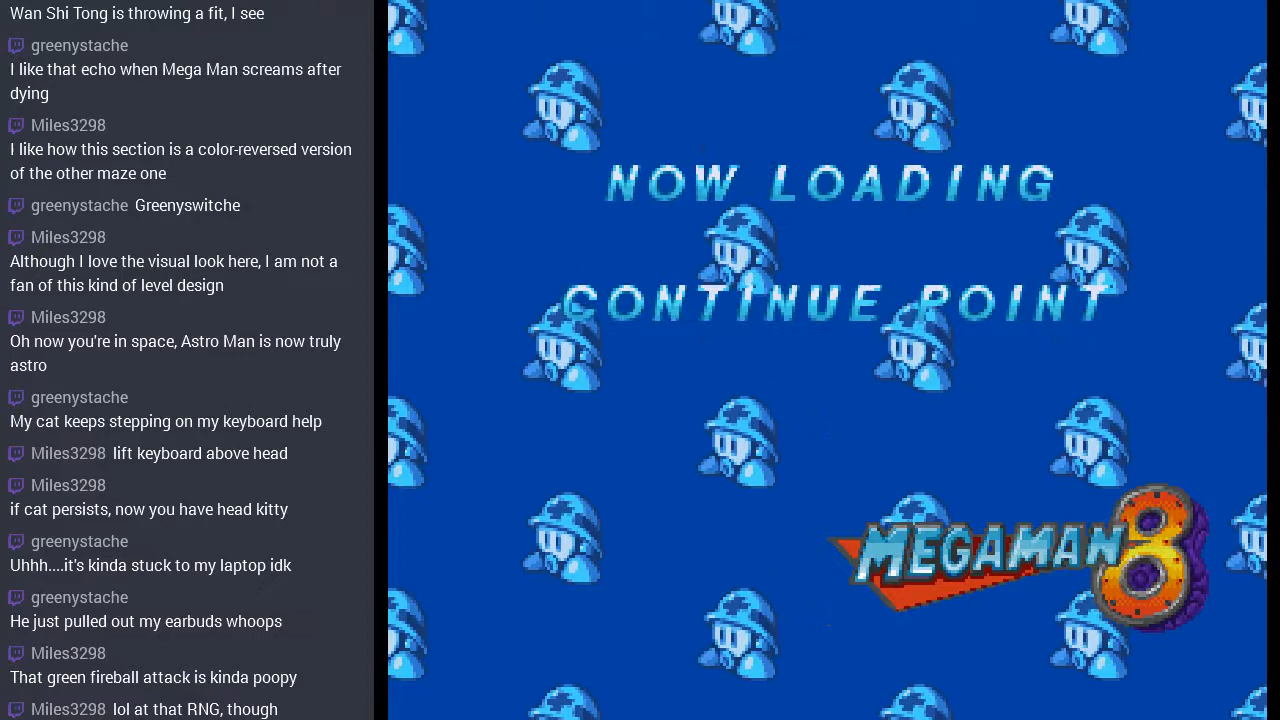 Wan Shi Tong is throwing a fit, I see
greenystache
I like that echo when Mega Man screams after
dying
Miles3298
I like how this section is a color-reversed version
of the other maze one
greenystache Greenyswitche
Miles3298
Although I love the visual look here, I am not a
fan of this kind of level design
Miles3298
Oh now you're in space, Astro Man is now truly
astro
greenystache
My cat keeps stepping on my keyboard help
Miles3298 lift keyboard above head
Miles3298
if cat persists, now you have head kitty
greenystache
Uhhh....it's kinda stuck to my laptop idk
greenystache
He just pulled out my earbuds whoops
Miles3298
That green fireball attack is kinda poopy
Miles3298 lol at that RNG, though
NOW LOADING
CONTINUE POINT
MEGAMAN 8